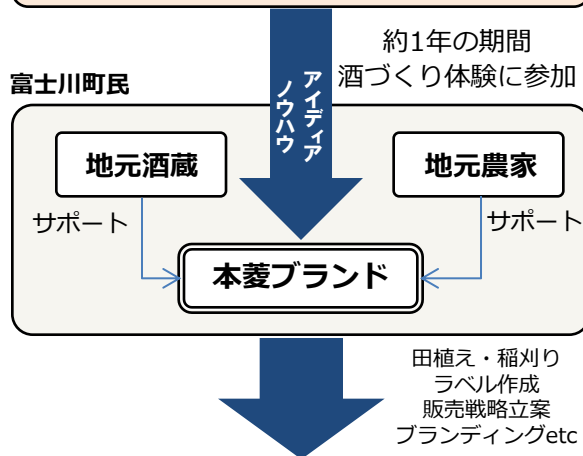 約1年の期間
酒づくり体験に参加
富士川町民
アイディア
ノウハウ
地元酒蔵
地元農家
サポート
サポート
本菱ブランド
田植え・稲刈り
ラベル作成
販売戦略立案
ブランディングetc